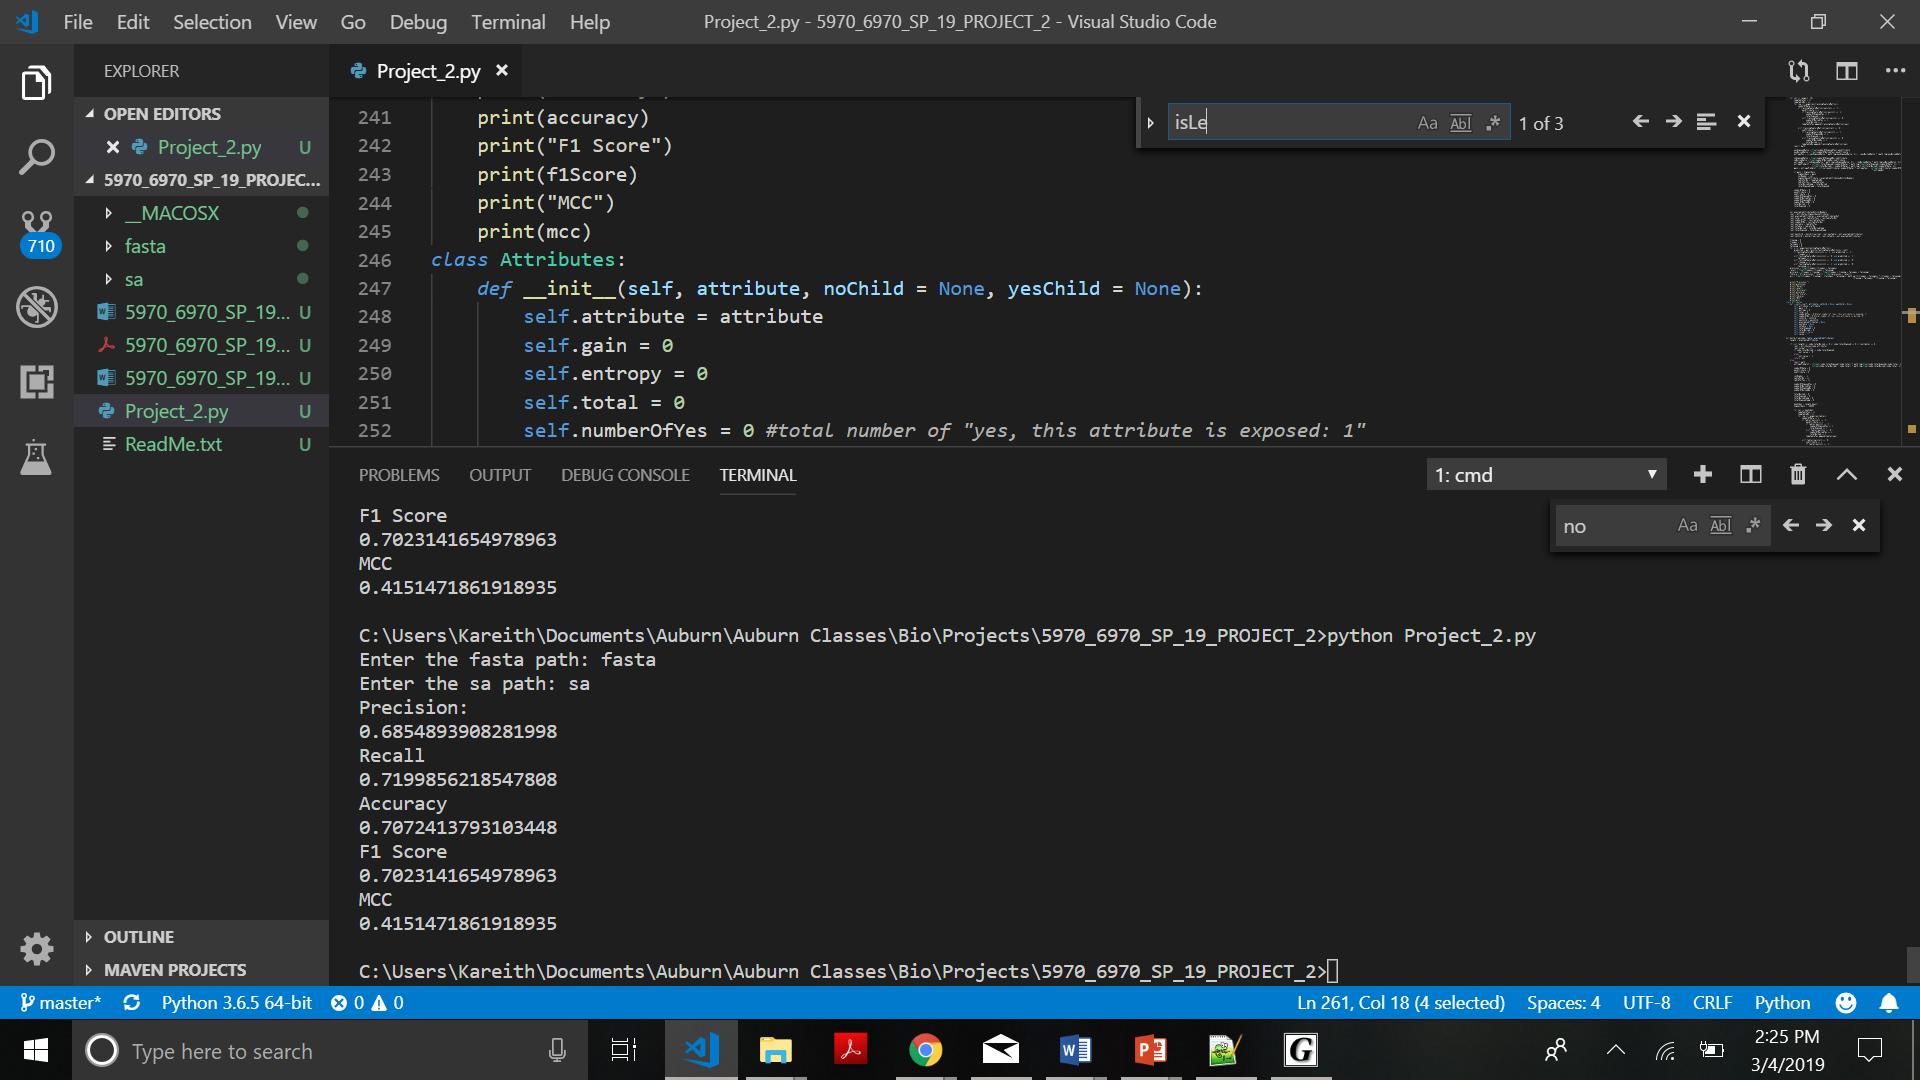 File Edit Selection View Go Debug Terminal Help
Project_2.py - 5970_6970_SP_19_PROJECT_2 - Visual Studio Code
EXPLORER
OPEN EDITORS
Project_2.py U
5970_6970_SP_19_PROJEC...
__MACOSX
fasta
sa
5970_6970_SP_19... U
5970_6970_SP_19... U
5970_6970_SP_19... U
Project_2.py U
ReadMe.txt U
OUTLINE
MAVEN PROJECTS
710
Project_2.py
isLe Aa Abl .* 1 of 3
241 print(accuracy)
242 print("F1 Score")
243 print(f1Score)
244 print("MCC")
245 print(mcc)
246 class Attributes:
247 def __init__(self, attribute, noChild = None, yesChild = None):
248 self.attribute = attribute
249 self.gain = 0
250 self.entropy = 0
251 self.total = 0
252 self.numberOfYes = 0 #total number of "yes, this attribute is exposed: 1"
PROBLEMS OUTPUT DEBUG CONSOLE TERMINAL
1: cmd
no Aa Abl .*
F1 Score
0.7023141654978963
MCC
0.4151471861918935
C:\Users\Kareith\Documents\Auburn\Auburn Classes\Bio\Projects\5970_6970_SP_19_PROJECT_2>python Project_2.py
Enter the fasta path: fasta
Enter the sa path: sa
Precision:
0.6854893908281998
Recall
0.7199856218547808
Accuracy
0.7072413793103448
F1 Score
0.7023141654978963
MCC
0.4151471861918935
C:\Users\Kareith\Documents\Auburn\Auburn Classes\Bio\Projects\5970_6970_SP_19_PROJECT_2>
master* Python 3.6.5 64-bit 0 0
Ln 261, Col 18 (4 selected) Spaces: 4 UTF-8 CRLF Python
Type here to search
2:25 PM
3/4/2019